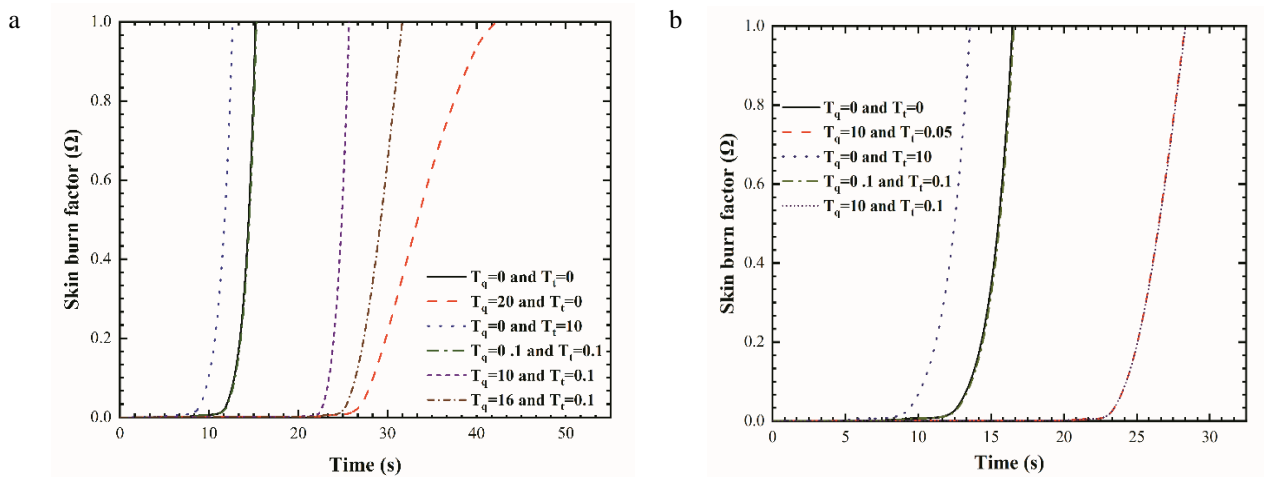 a
Skin burn factor (Ω)
1.0
0.8
0.6
0.4
0.2
0.0
0
10
20
30
40
50
Time (s)
Tq=0 and Tt=0
Tq=20 and Tt=0
Tq=0 and Tt=10
Tq=0 .1 and Tt=0.1
Tq=10 and Tt=0.1
Tq=16 and Tt=0.1
b
Skin burn factor (Ω)
1.0
0.8
0.6
0.4
0.2
0.0
0
5
10
15
20
25
30
Time (s)
Tq=0 and Tt=0
Tq=10 and Tt=0.05
Tq=0 and Tt=10
Tq=0 .1 and Tt=0.1
Tq=10 and Tt=0.1